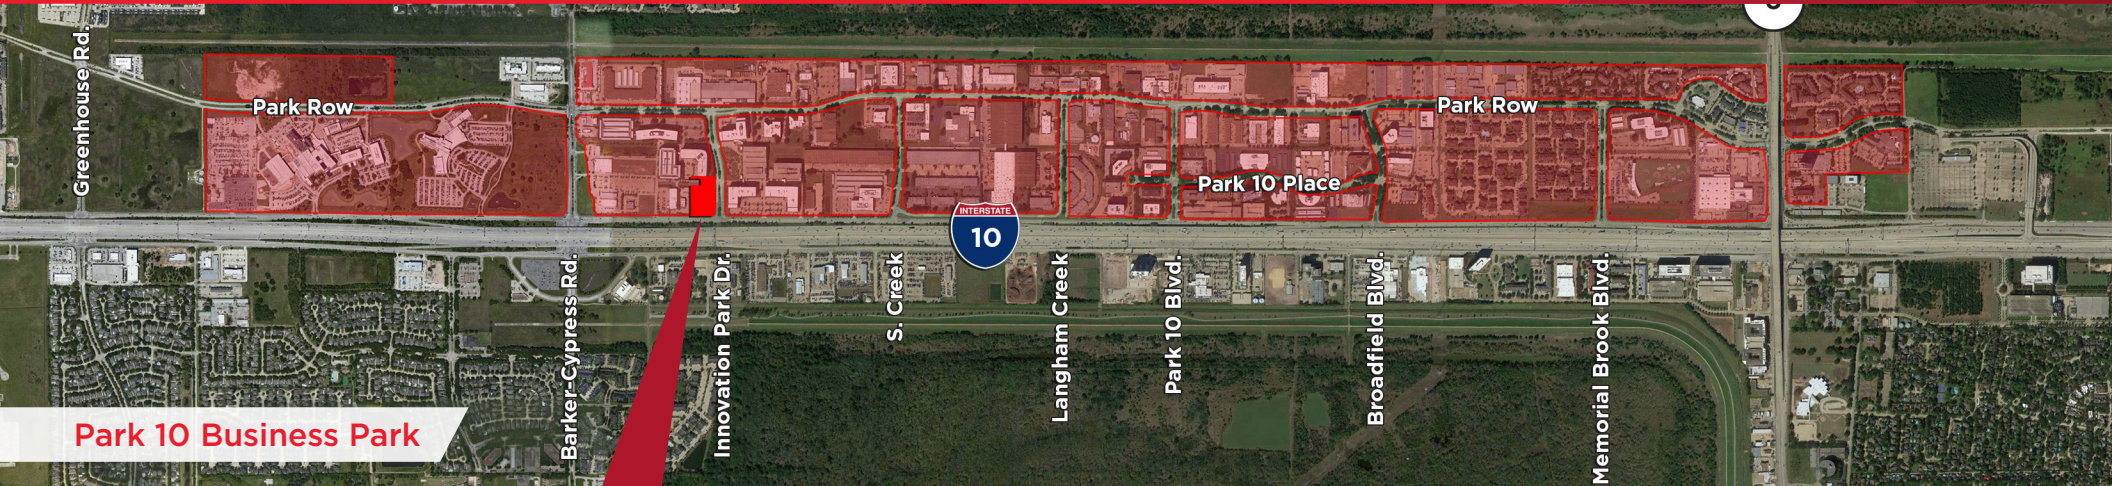 Greenhouse Rd.
Park Row
Park Row
Park 10 Place
INTERSTATE
10
Barker-Cypress Rd.
Innovation Park Dr.
S. Creek
Langham Creek
Park 10 Blvd.
Broadfield Blvd.
Memorial Brook Blvd.
Park 10 Business Park